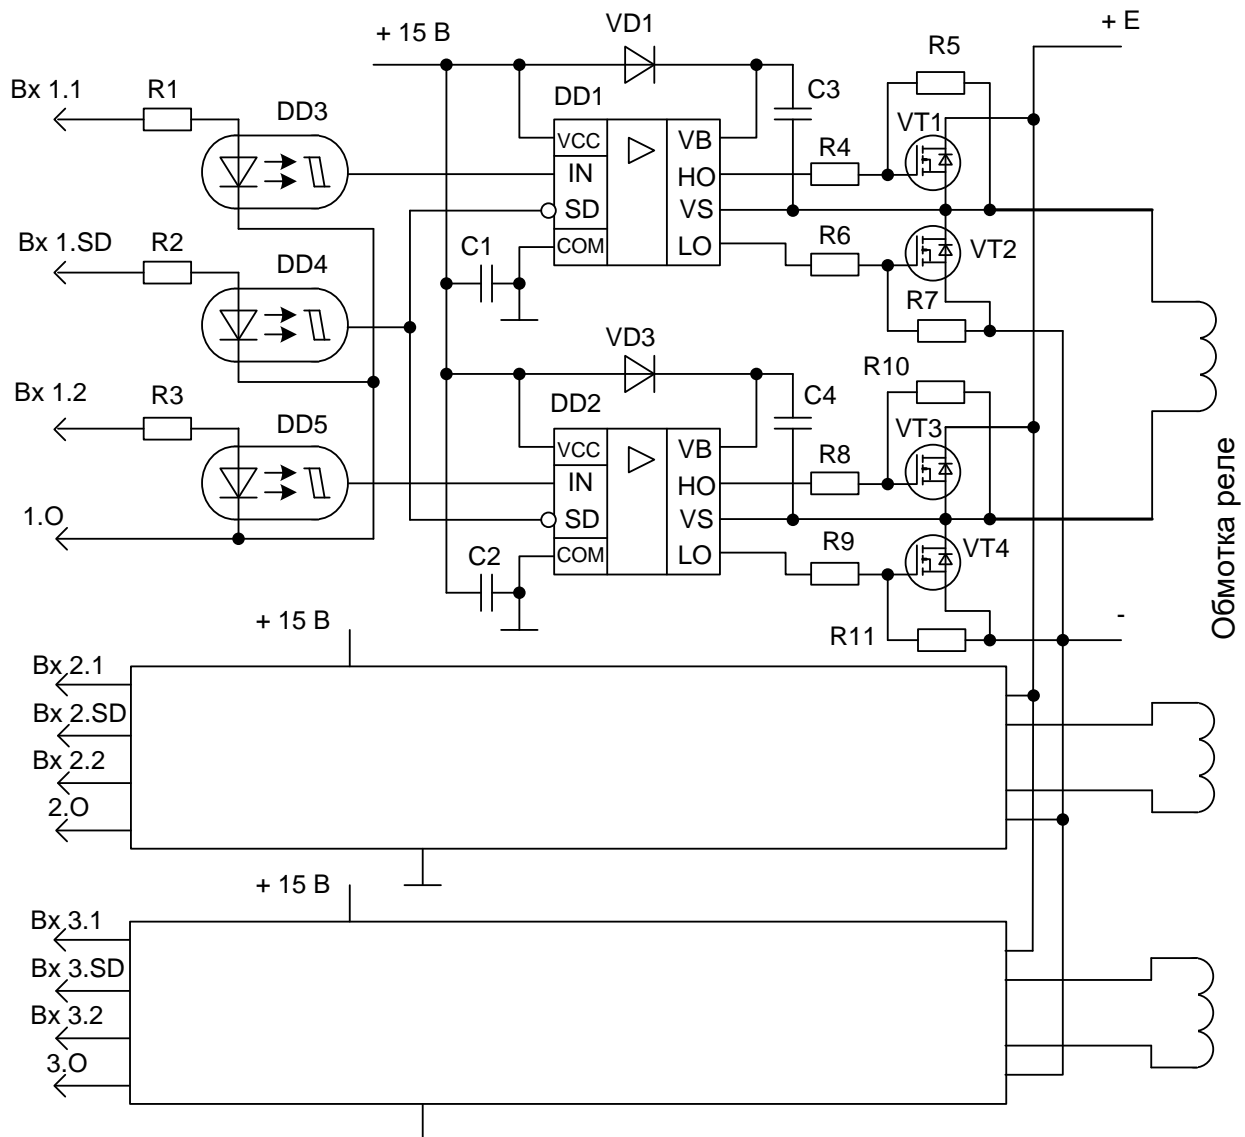 + 15 В
VD1
+ E
R5
Вх 1.1
R1
DD3
DD1
C3
VT1
VCC
VB
R4
IN
HO
SD
VS
Вх 1.SD
R2
DD4
C1
COM
LO
R6
VT2
R7
VD3
R10
Вх 1.2
R3
DD5
DD2
C4
VT3
VCC
VB
R8
IN
HO
SD
VS
1.О
C2
COM
LO
R9
VT4
Обмотка реле
+ 15 В
R11
-
Вх 2.1
Вх 2.SD
Вх 2.2
2.О
+ 15 В
Вх 3.1
Вх 3.SD
Вх 3.2
3.О